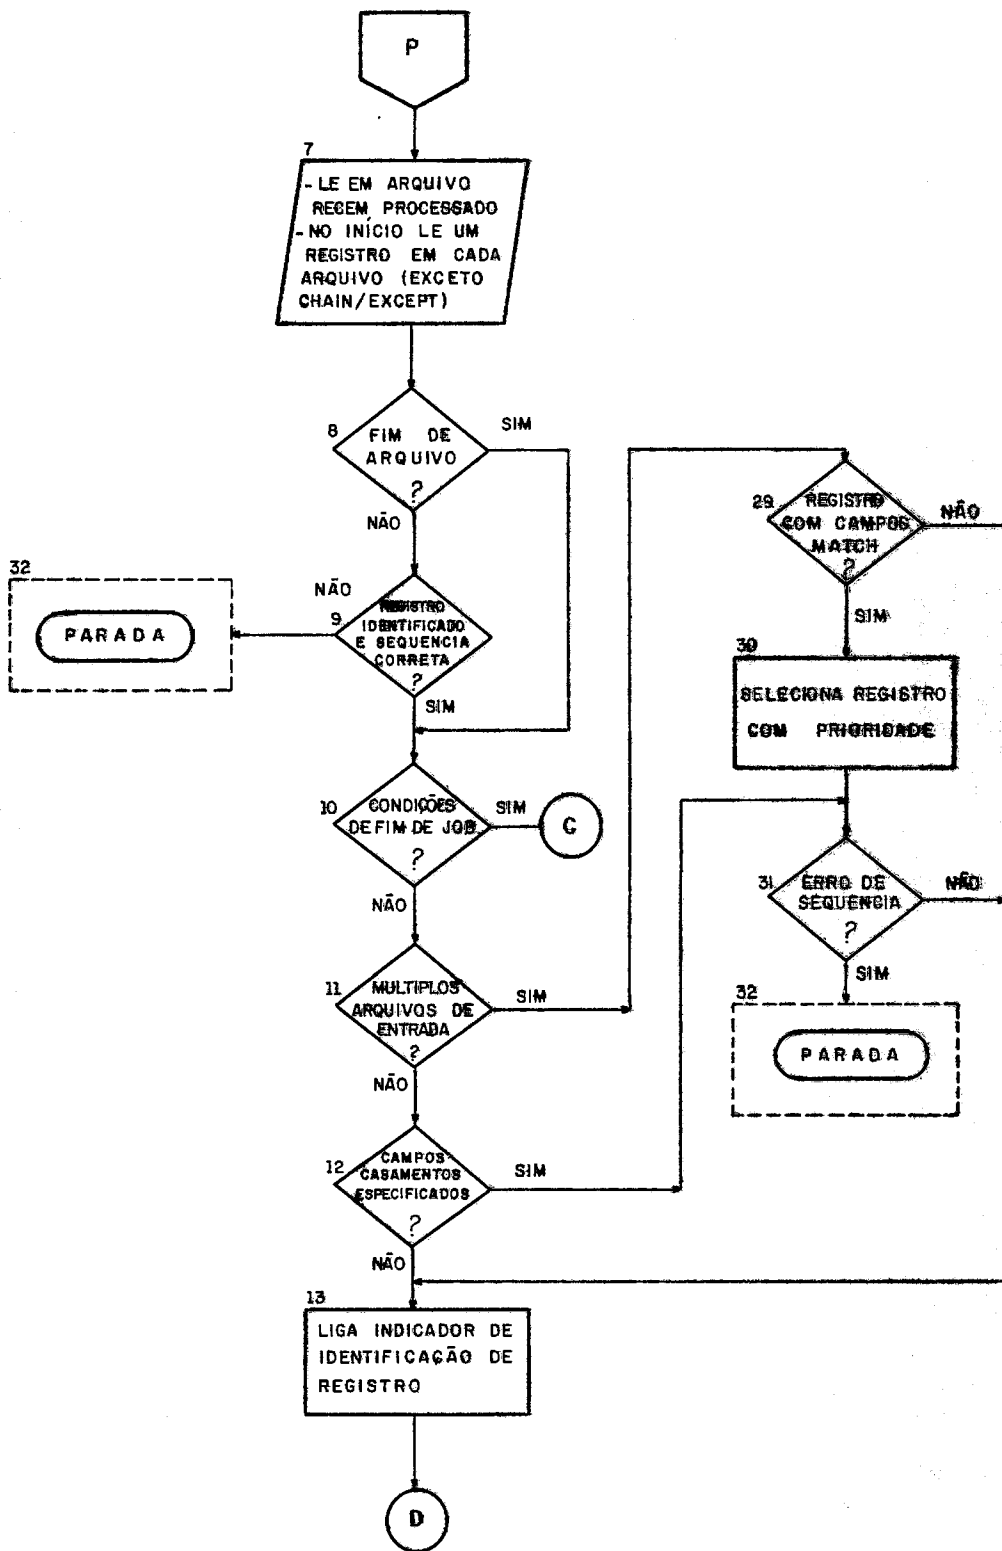 P
7
- LE EM ARQUIVO
RECEM PROCESSADO
- NO INÍCIO LE UM
REGISTRO EM CADA
ARQUIVO (EXCETO
CHAIN/EXCEPT)
8
FIM DE
ARQUIVO
?
SIM
NÃO
32
PARADA
NÃO
9
REGISTRO
IDENTIFICADO
E SEQUENCIA
CORRETA
?
SIM
10
CONDIÇÕES
DE FIM DE JOB
?
SIM
C
NÃO
11
MULTIPLOS
ARQUIVOS DE
ENTRADA
?
SIM
NÃO
12
CAMPOS
CASAMENTOS
ESPECIFICADOS
?
SIM
NÃO
13
LIGA INDICADOR DE
IDENTIFICAÇÃO DE
REGISTRO
D
29
REGISTRO
COM CAMPOS
MATCH
?
NÃO
SIM
30
SELECIONA REGISTRO
COM PRIORIDADE
31
ERRO DE
SEQUENCIA
?
NÃO
SIM
32
PARADA